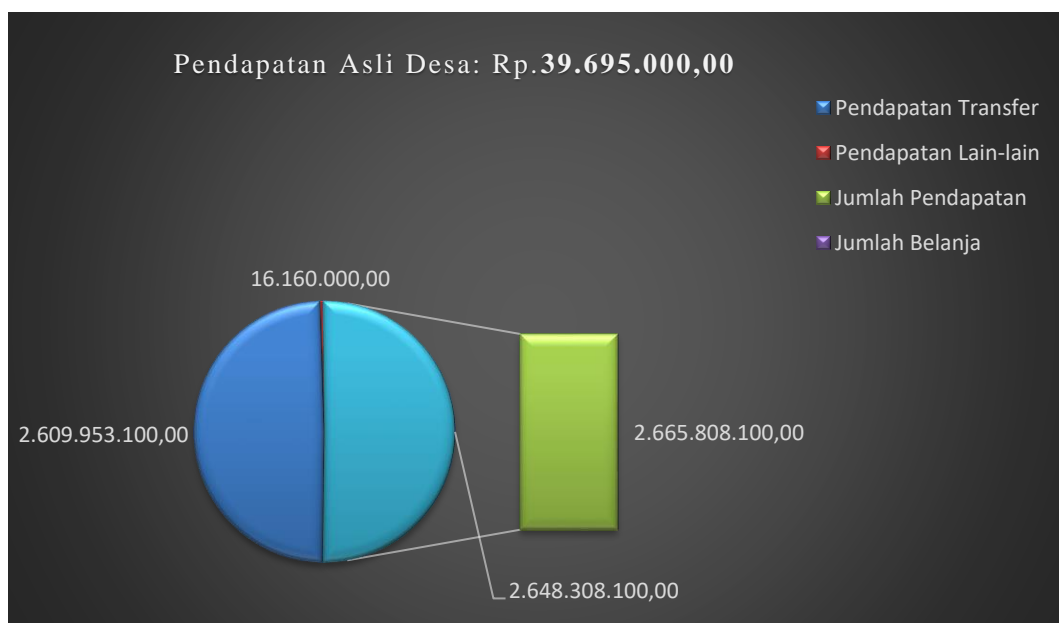 Pendapatan Asli Desa: Rp.39.695.000,00
Pendapatan Transfer
Pendapatan Lain-lain
Jumlah Pendapatan
Jumlah Belanja
16.160.000,00
2.609.953.100,00
2.665.808.100,00
2.648.308.100,00